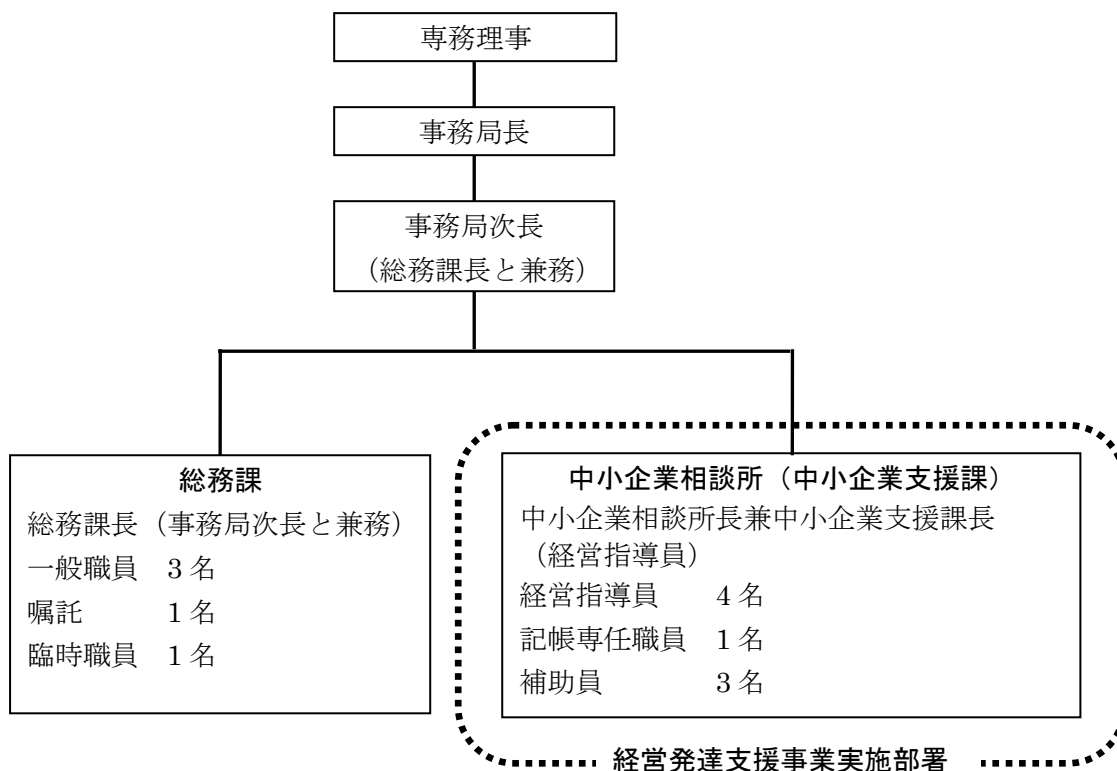 専務理事
事務局長
事務局次長
（総務課長と兼務）
総務課
総務課長（事務局次長と兼務）
一般職員 3名
嘱託 1名
臨時職員 1名
中小企業相談所（中小企業支援課）
中小企業相談所長兼中小企業支援課長
（経営指導員）
経営指導員 4名
記帳専任職員 1名
補助員 3名
経営発達支援事業実施部署